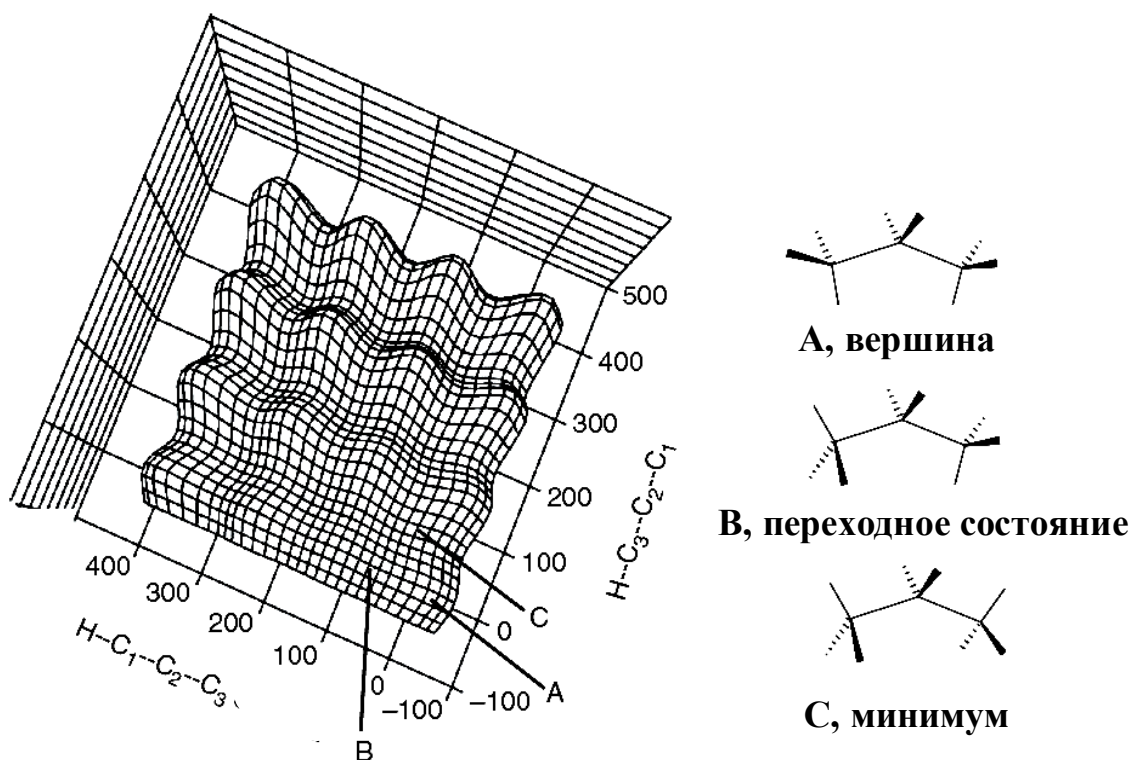 500
400
300
200
100
0
-100
H--C3--C2--C1
400
300
200
100
0
-100
H-C1--C2--C3
A
B
C
A, вершина
B, переходное состояние
C, минимум